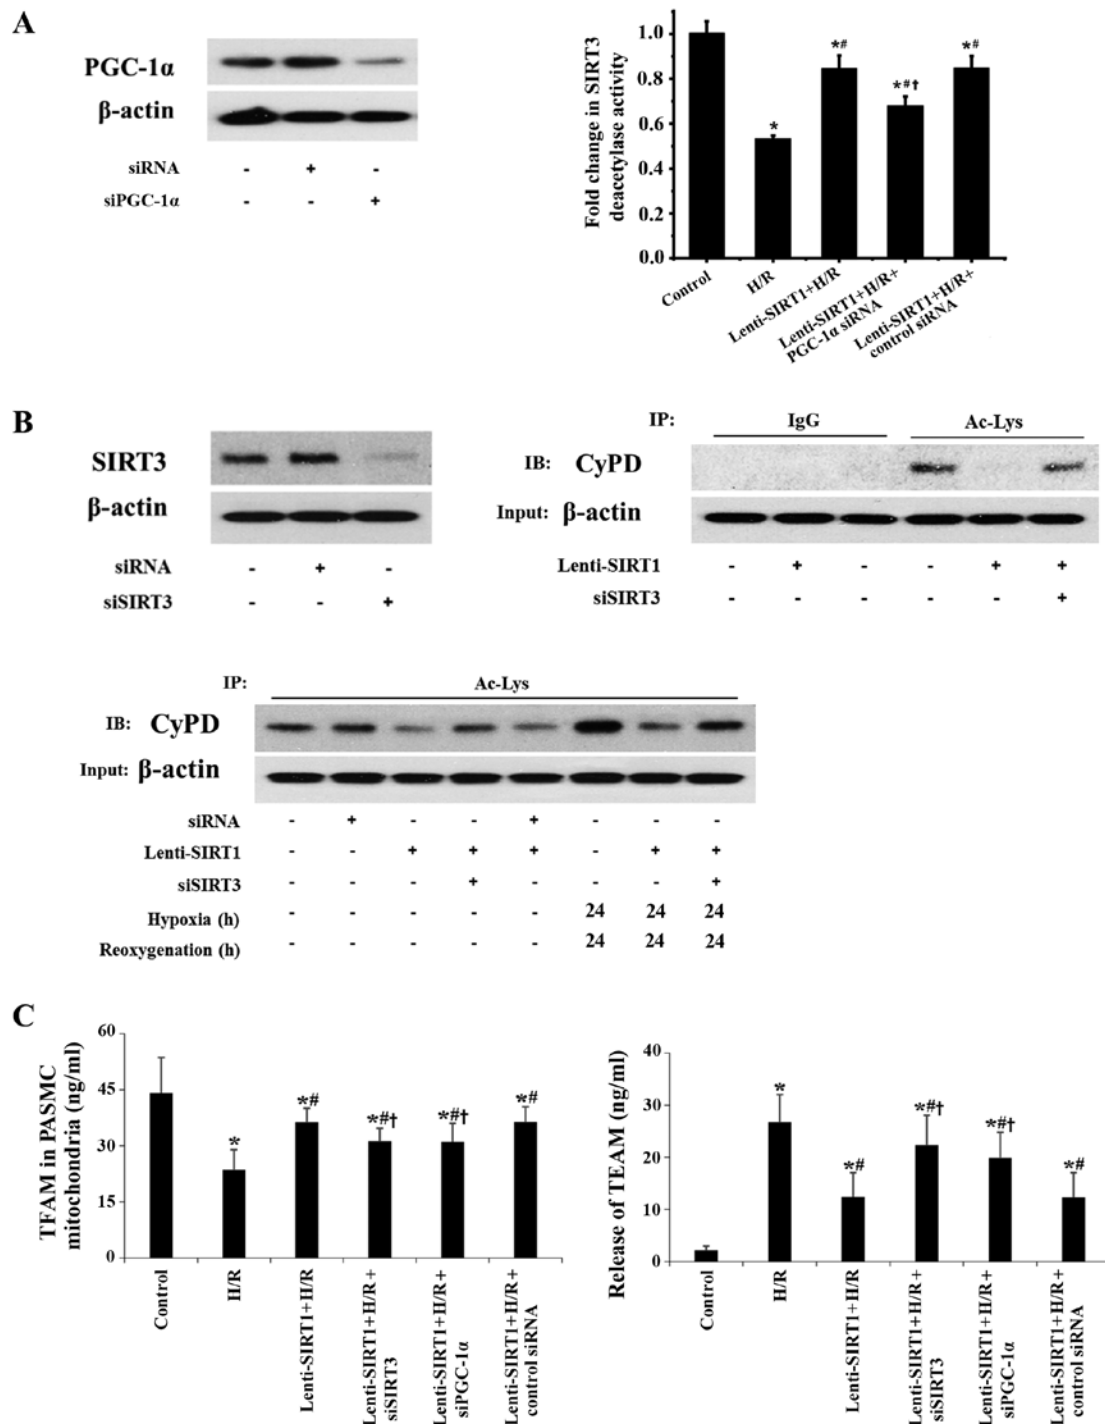 A
PGC-1α
β-actin
siRNA - + -
siPGC-1α - - +
Fold change in SIRT3
deacetylase activity
1.0
0.8
0.6
0.4
0.2
0.0
*
*#
*#†
*#
Control
H/R
Lenti-SIRT1+H/R
Lenti-SIRT1+H/R+
PGC-1α siRNA
Lenti-SIRT1+H/R+
control siRNA
B
SIRT3
β-actin
siRNA - + -
siSIRT3 - - +
IP: IgG Ac-Lys
IB: CyPD
Input: β-actin
Lenti-SIRT1 - + - - + +
siSIRT3 - - - - - +
IP: Ac-Lys
IB: CyPD
Input: β-actin
siRNA - + - - + - - -
Lenti-SIRT1 - - + + + - + +
siSIRT3 - - - + - - - +
Hypoxia (h) - - - - - 24 24 24
Reoxygenation (h) - - - - - 24 24 24
C
TFAM in PASMC
mitochondria (ng/ml)
60
45
30
15
0
*
*#
*#†
*#†
*#
Control
H/R
Lenti-SIRT1+H/R
Lenti-SIRT1+H/R+
siSIRT3
Lenti-SIRT1+H/R+
siPGC-1α
Lenti-SIRT1+H/R+
control siRNA
Release of TEAM (ng/ml)
40
30
20
10
0
*
*#
*#†
*#†
*#
Control
H/R
Lenti-SIRT1+H/R
Lenti-SIRT1+H/R+
siSIRT3
Lenti-SIRT1+H/R+
siPGC-1α
Lenti-SIRT1+H/R+
control siRNA